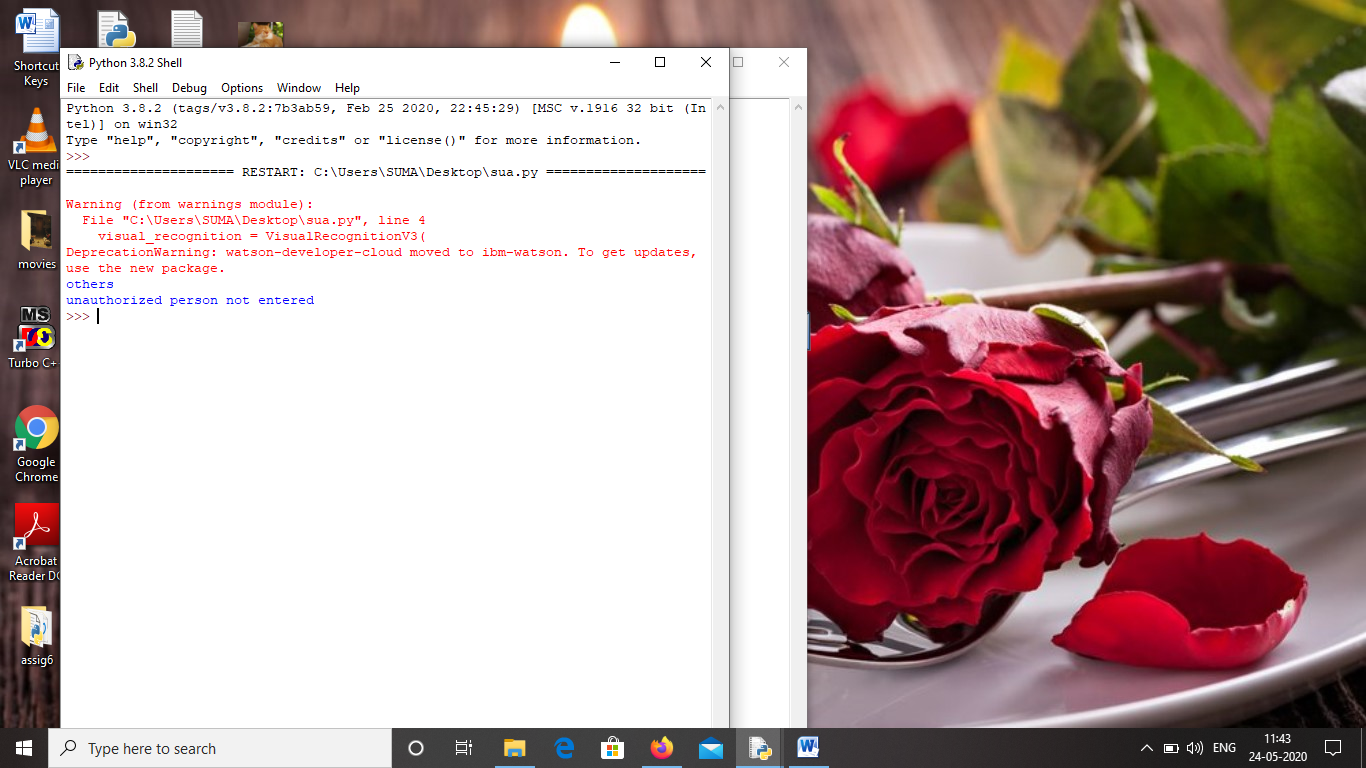 Shortcut
Keys
VLC medi
player
movies
MS
Turbo C+
Google
Chrome
Acrobat
Reader DC
assig6
Python 3.8.2 Shell
File Edit Shell Debug Options Window Help
Python 3.8.2 (tags/v3.8.2:7b3ab59, Feb 25 2020, 22:45:29) [MSC v.1916 32 bit (In
tel)] on win32
Type "help", "copyright", "credits" or "license()" for more information.
>>>
===================== RESTART: C:\Users\SUMA\Desktop\sua.py ====================
Warning (from warnings module):
  File "C:\Users\SUMA\Desktop\sua.py", line 4
    visual_recognition = VisualRecognitionV3(
DeprecationWarning: watson-developer-cloud moved to ibm-watson. To get updates,
use the new package.
others
unauthorized person not entered
>>>
Type here to search
ENG
11:43
24-05-2020